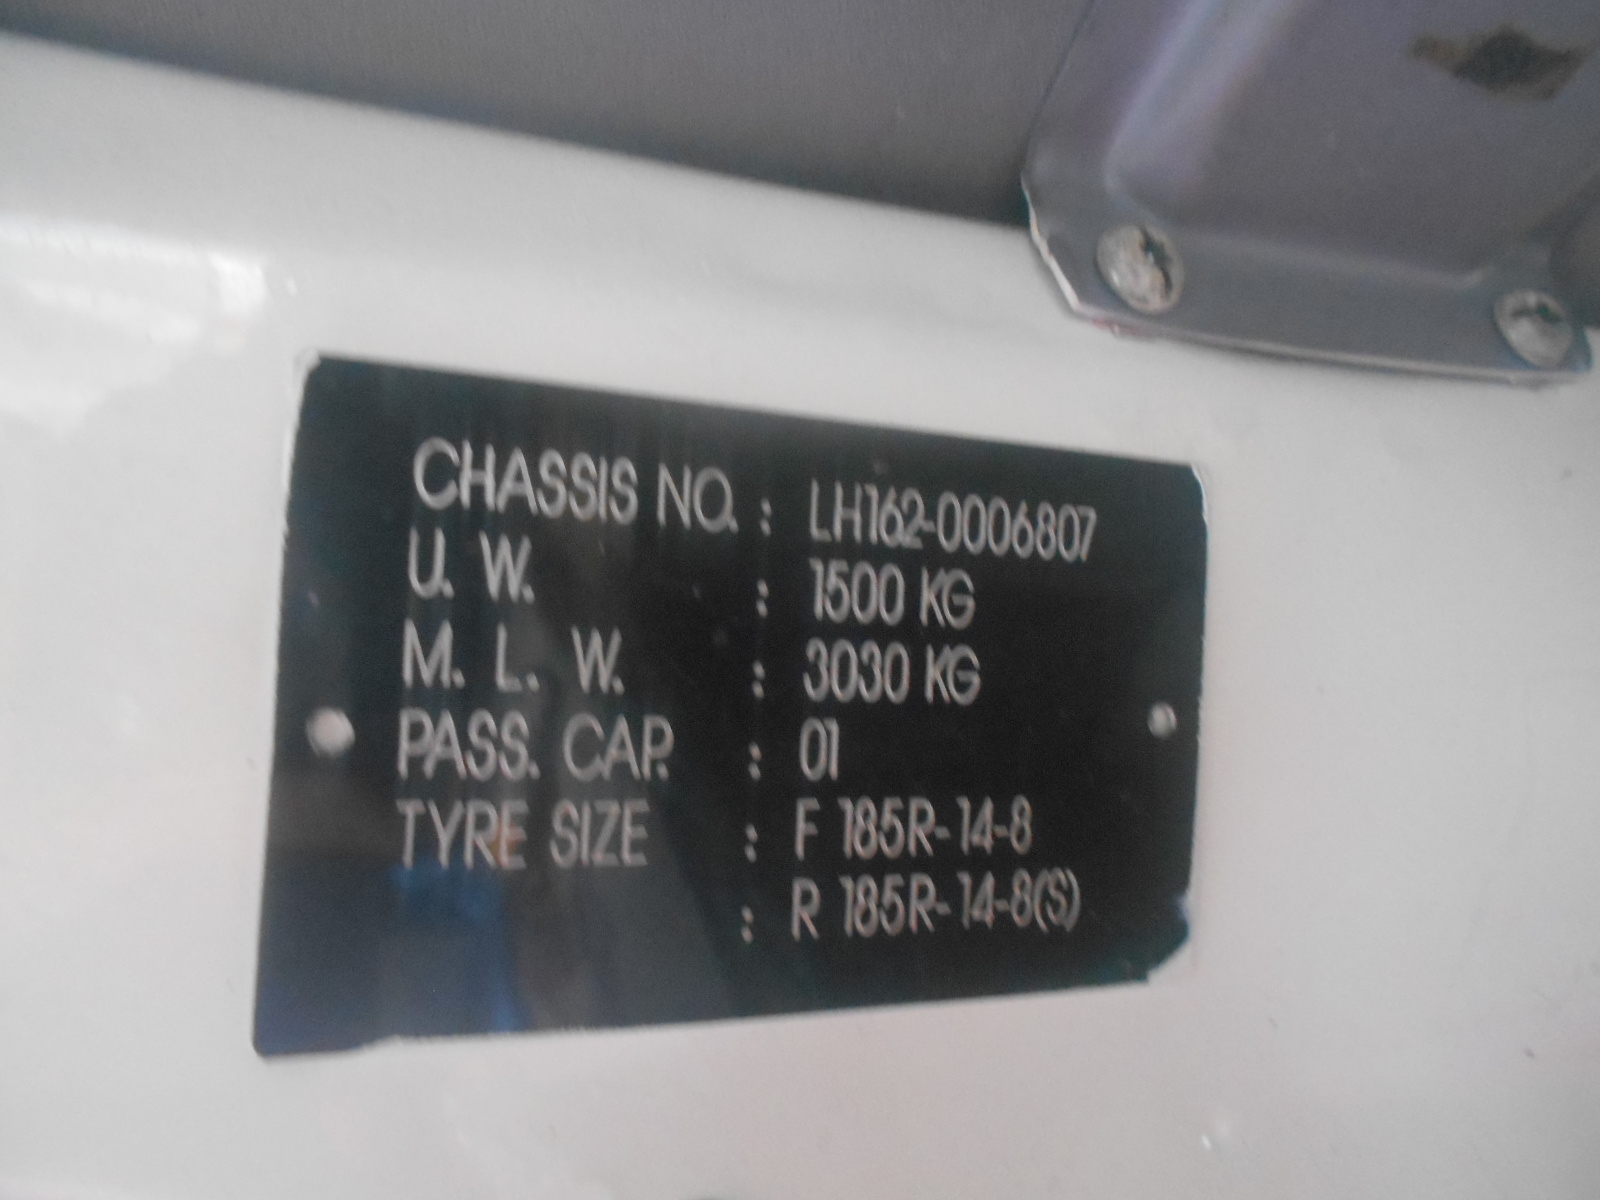 CHASSIS NO. : LH162-0006807
U. W. : 1500 KG
M. L. W. : 3030 KG
PASS. CAP. : 01
TYRE SIZE : F 185R-14-8
: R 185R-14-8(S)